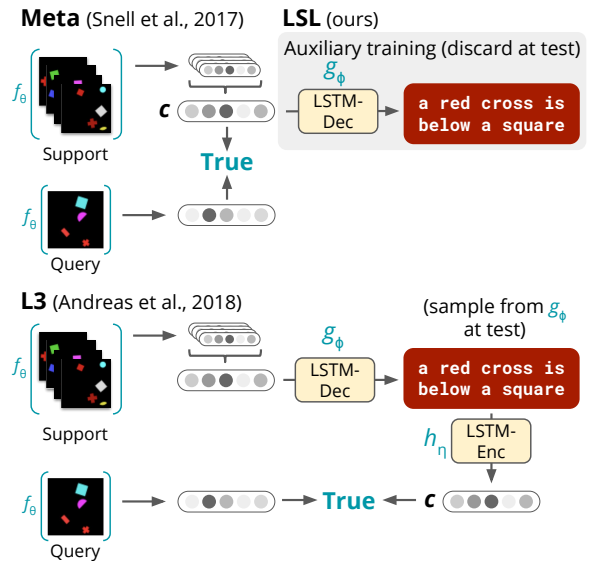 Meta (Snell et al., 2017)
LSL (ours)
Auxiliary training (discard at test)
fθ
Support
c
gϕ
LSTM-
Dec
a red cross is
below a square
True
fθ
Query
L3 (Andreas et al., 2018)
(sample from gϕ
at test)
fθ
Support
gϕ
LSTM-
Dec
a red cross is
below a square
hη
LSTM-
Enc
fθ
Query
True
c